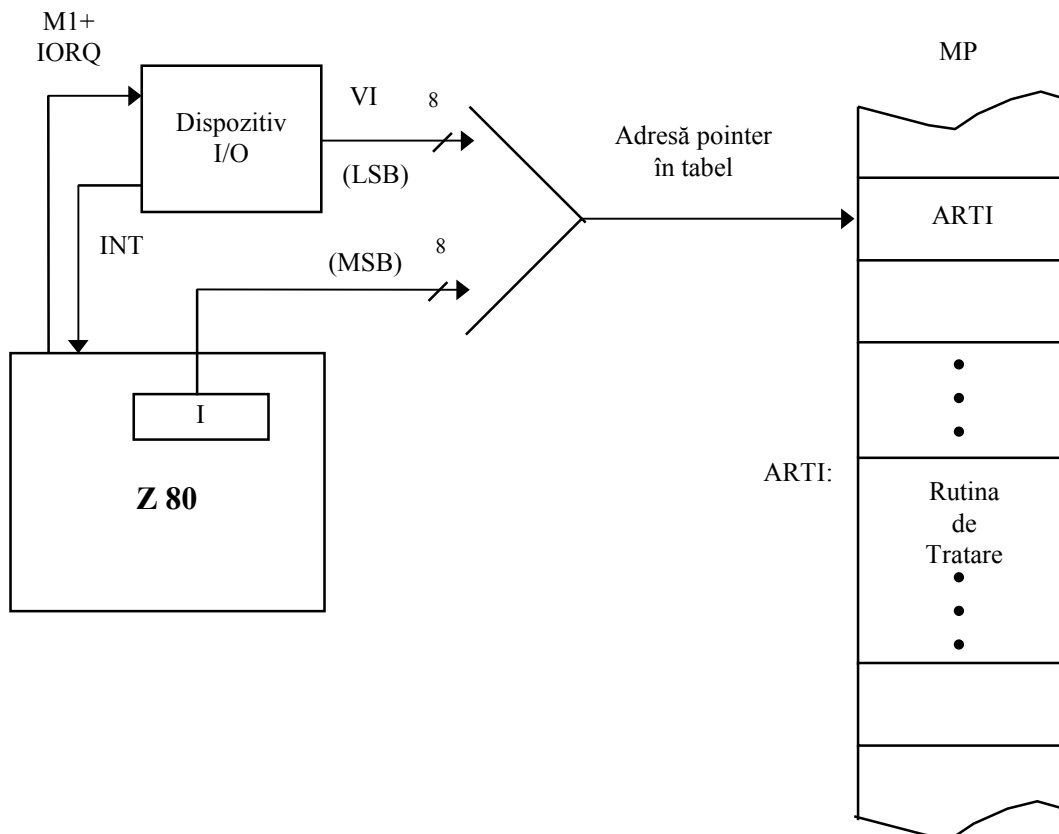 M1+
IORQ
MP
Dispozitiv
I/O
VI
8
(LSB)
Adresă pointer
în tabel
ARTI
INT
8
(MSB)
I
Z 80
ARTI:
Rutina
de
Tratare